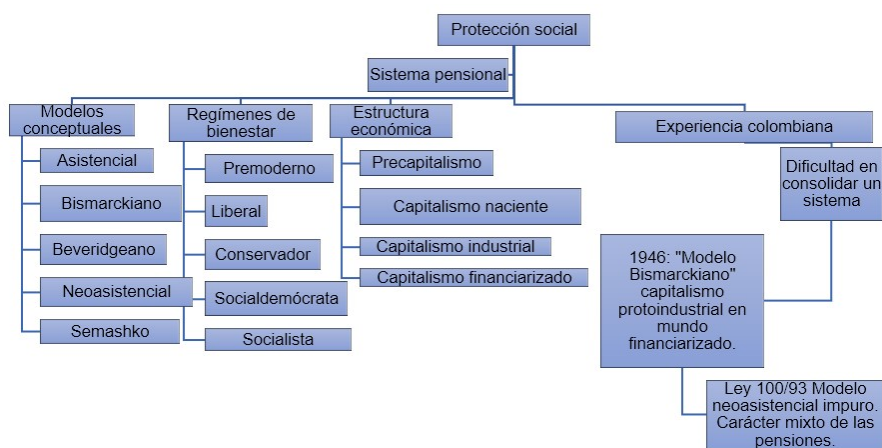 Protección social
Sistema pensional
Modelos
conceptuales
Asistencial
Bismarckiano
Beveridgeano
Neoasistencial
Semashko
Regímenes de
bienestar
Premoderno
Liberal
Conservador
Socialdemócrata
Socialista
Estructura
económica
Precapitalismo
Capitalismo naciente
Capitalismo industrial
Capitalismo financiarizado
Experiencia colombiana
Dificultad en
consolidar un
sistema
1946: "Modelo
Bismarckiano"
capitalismo
protoindustrial en
mundo
financiarizado.
Ley 100/93 Modelo
neoasistencial impuro.
Carácter mixto de las
pensiones.